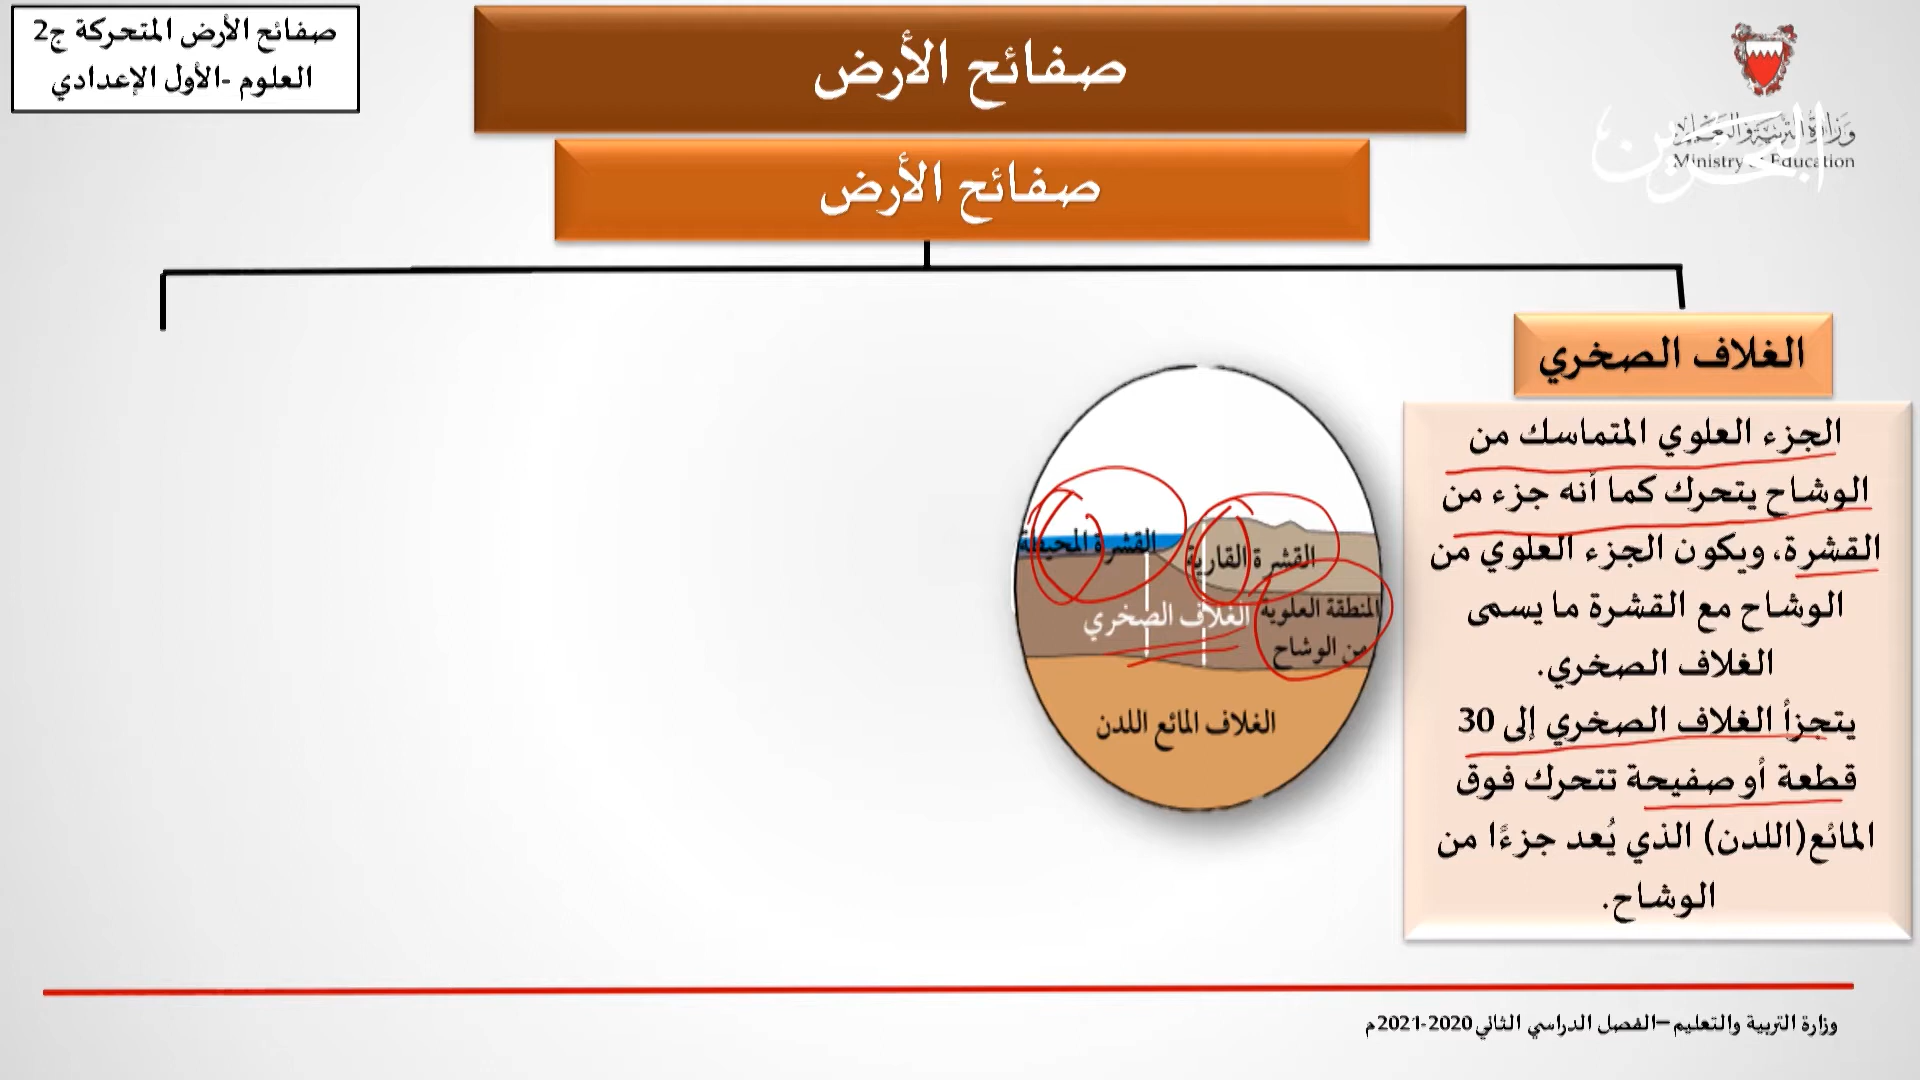 صفائح الأرض المتحركة ج2
العلوم -الأول الإعدادي
صفائح الأرض
صفائح الأرض
وزارة التربية والتعليم
Ministry of Education
البحرين
الغلاف الصخري
الجزء العلوي المتماسك من
الوشاح يتحرك كما أنه جزء من
القشرة، ويكون الجزء العلوي من
الوشاح مع القشرة ما يسمى
الغلاف الصخري.
يتجزأ الغلاف الصخري إلى 30
قطعة أو صفيحة تتحرك فوق
المائع(اللدن) الذي يُعد جزءًا من
الوشاح.
القشرة المحيطية
القشرة القارية
المنطقة العلوية
من الوشاح
الغلاف الصخري
الغلاف المائع اللدن
وزارة التربية والتعليم –الفصل الدراسي الثاني 2020-2021م